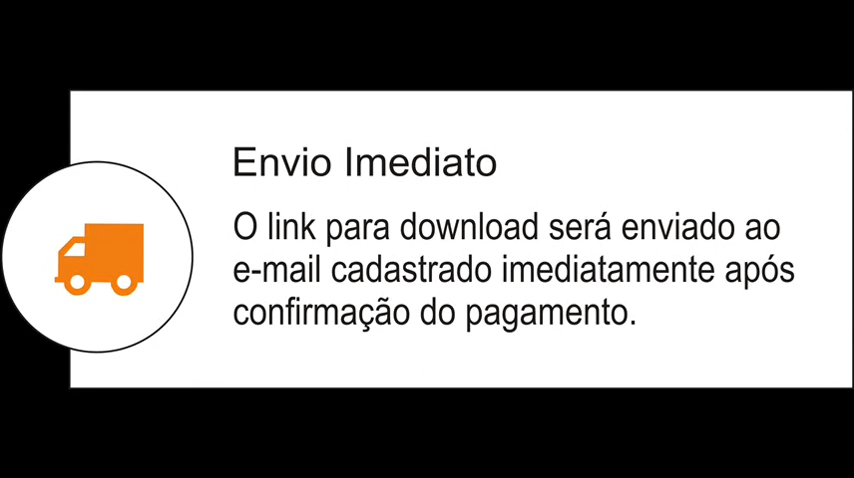 Envio Imediato
O link para download será enviado ao
e-mail cadastrado imediatamente após
confirmação do pagamento.